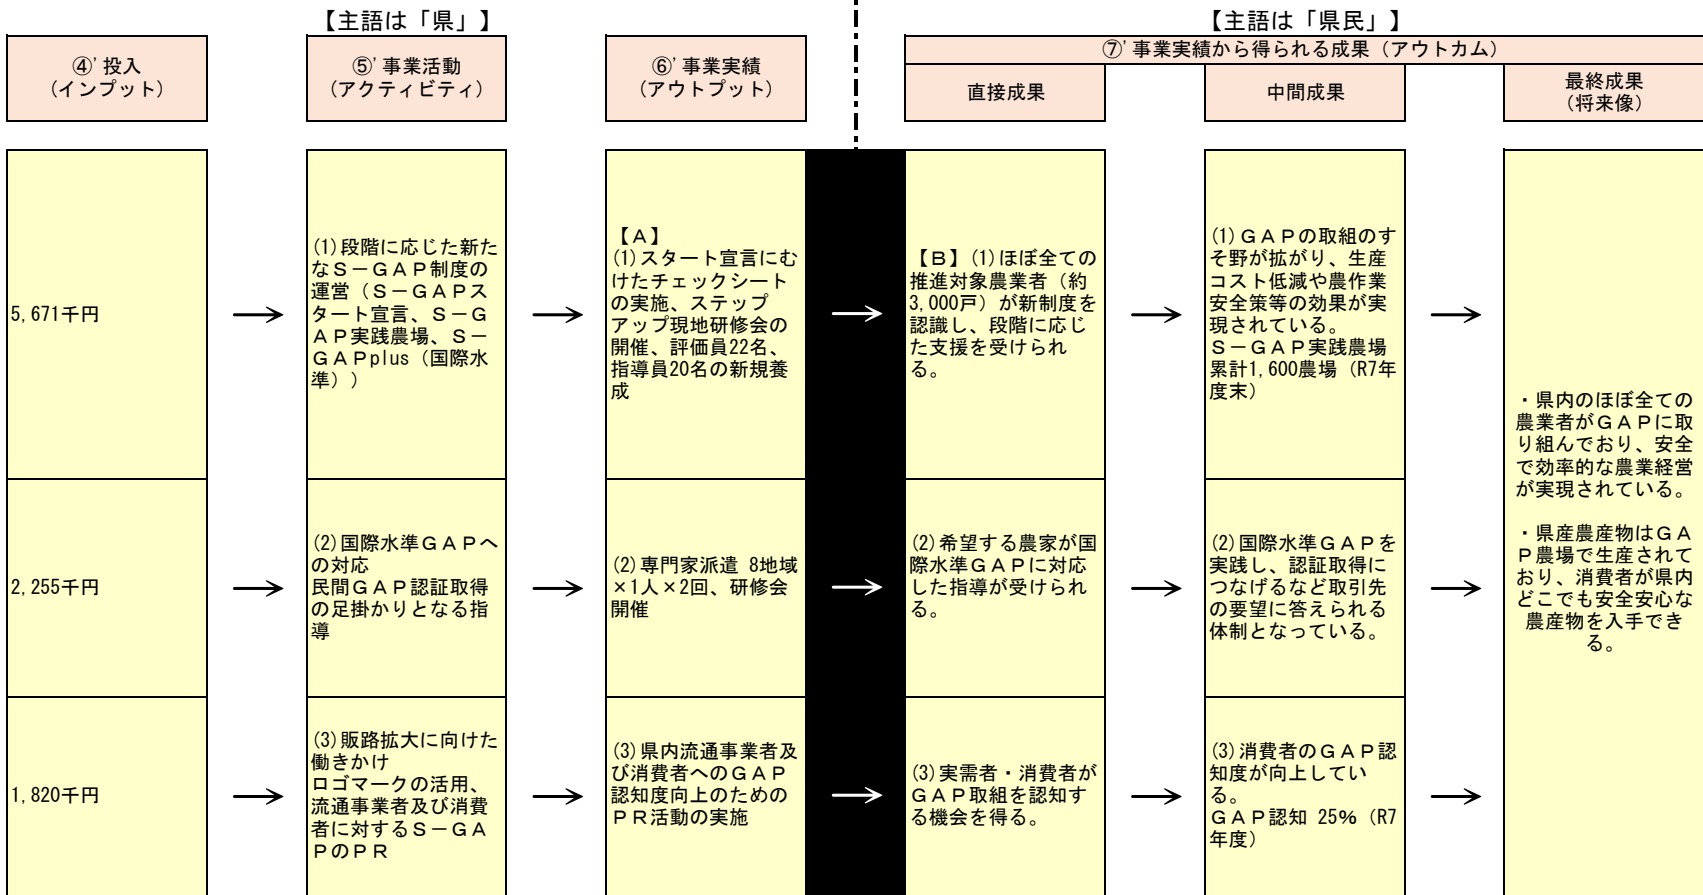 【主語は「県」】
【主語は「県民」】
④’投入
（インプット）
⑤’事業活動
（アクティビティ）
⑥’事業実績
（アウトプット）
⑦’事業実績から得られる成果（アウトカム）
直接成果
中間成果
最終成果
（将来像）
5,671千円
(1)段階に応じた新た
なＳ－ＧＡＰ制度の
運営（Ｓ－ＧＡＰス
タート宣言、Ｓ－Ｇ
ＡＰ実践農場、Ｓ－
ＧＡＰplus（国際水
準））
【Ａ】
(1)スタート宣言にむ
けたチェックシート
の実施、ステップ
アップ現地研修会の
開催、評価員22名、
指導員20名の新規養
成
【Ｂ】(1)ほぼ全ての
推進対象農業者（約
3,000戸）が新制度を
認識し、段階に応じ
た支援を受けられ
る。
(1)ＧＡＰの取組のす
そ野が拡がり、生産
コスト低減や農作業
安全策等の効果が実
現されている。
Ｓ－ＧＡＰ実践農場
累計1,600農場（R7年
度末）
2,255千円
(2)国際水準ＧＡＰへ
の対応
民間ＧＡＰ認証取得
の足掛かりとなる指
導
(2)専門家派遣 8地域
×1人×2回、研修会
開催
(2)希望する農家が国
際水準ＧＡＰに対応
した指導が受けられ
る。
(2)国際水準ＧＡＰを
実践し、認証取得に
つなげるなど取引先
の要望に答えられる
体制となっている。
1,820千円
(3)販路拡大に向けた
働きかけ
ロゴマークの活用、
流通事業者及び消費
者に対するＳ－ＧＡ
ＰのＰＲ
(3)県内流通事業者及
び消費者へのＧＡＰ
認知度向上のための
ＰＲ活動の実施
(3)実需者・消費者が
ＧＡＰ取組を認知す
る機会を得る。
(3)消費者のＧＡＰ認
知度が向上してい
る。
ＧＡＰ認知 25%（R7
年度）
・県内のほぼ全ての
農業者がＧＡＰに取
り組んでおり、安全
で効率的な農業経営
が実現されている。
・県産農産物はＧＡ
Ｐ農場で生産されて
おり、消費者が県内
どこでも安全安心な
農産物を入手でき
る。